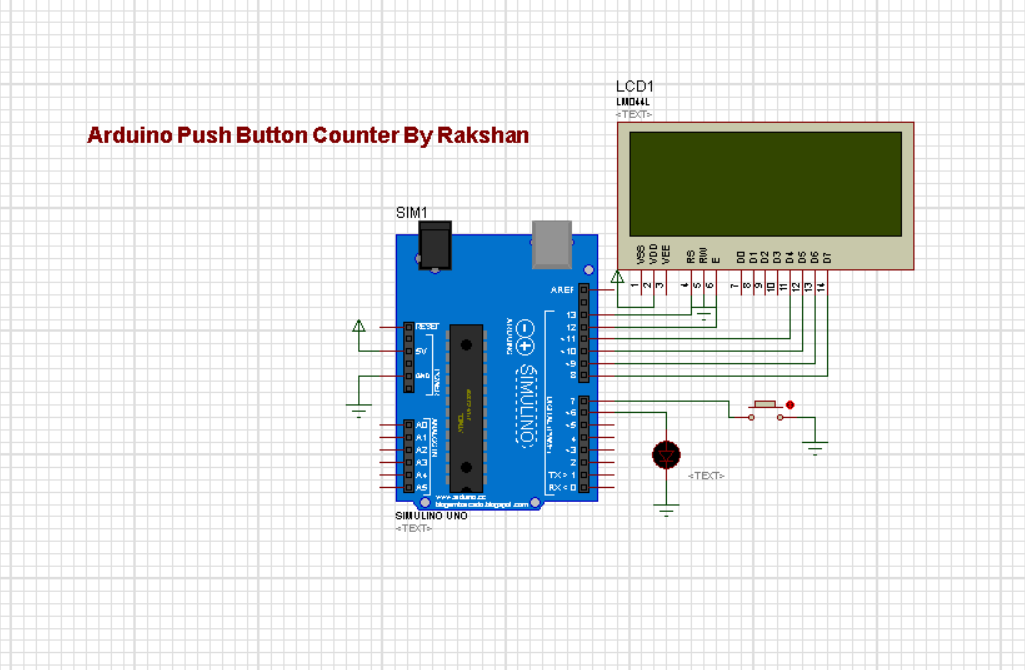 LCD1
LM044L
<TEXT>
Arduino Push Button Counter By Rakshan
VSS VDD VEE RS RW E D0 D1 D2 D3 D4 D5 D6 D7
1 2 3 4 5 6 7 8 9 10 11 12 13 14
SIM1
AREF
13
12
~11
~10
~9
8
7
~6
~5
4
~3
2
TX > 1
RX < 0
RESET
5V
GND
POWER
A0
A1
A2
A3
A4
A5
ANALOG IN
ARDUINO
SIMULINO
ATMEL
www.arduino.cc
blogembarcado.blogspot.com
SIMULINO UNO
<TEXT>
<TEXT>